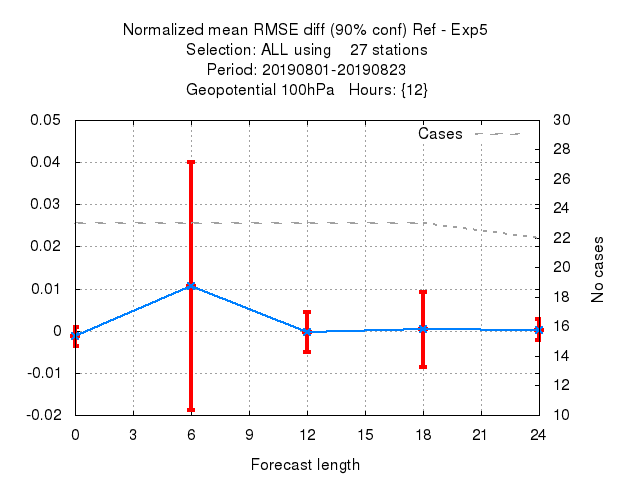 Normalized mean RMSE diff (90% conf) Ref - Exp5
Selection: ALL using    27 stations
Period: 20190801-20190823
Geopotential 100hPa   Hours: {12}
Cases
0.05
0.04
0.03
0.02
0.01
0
-0.01
-0.02
30
28
26
24
22
20
18
16
14
12
10
No cases
0 3 6 9 12 15 18 21 24
Forecast length